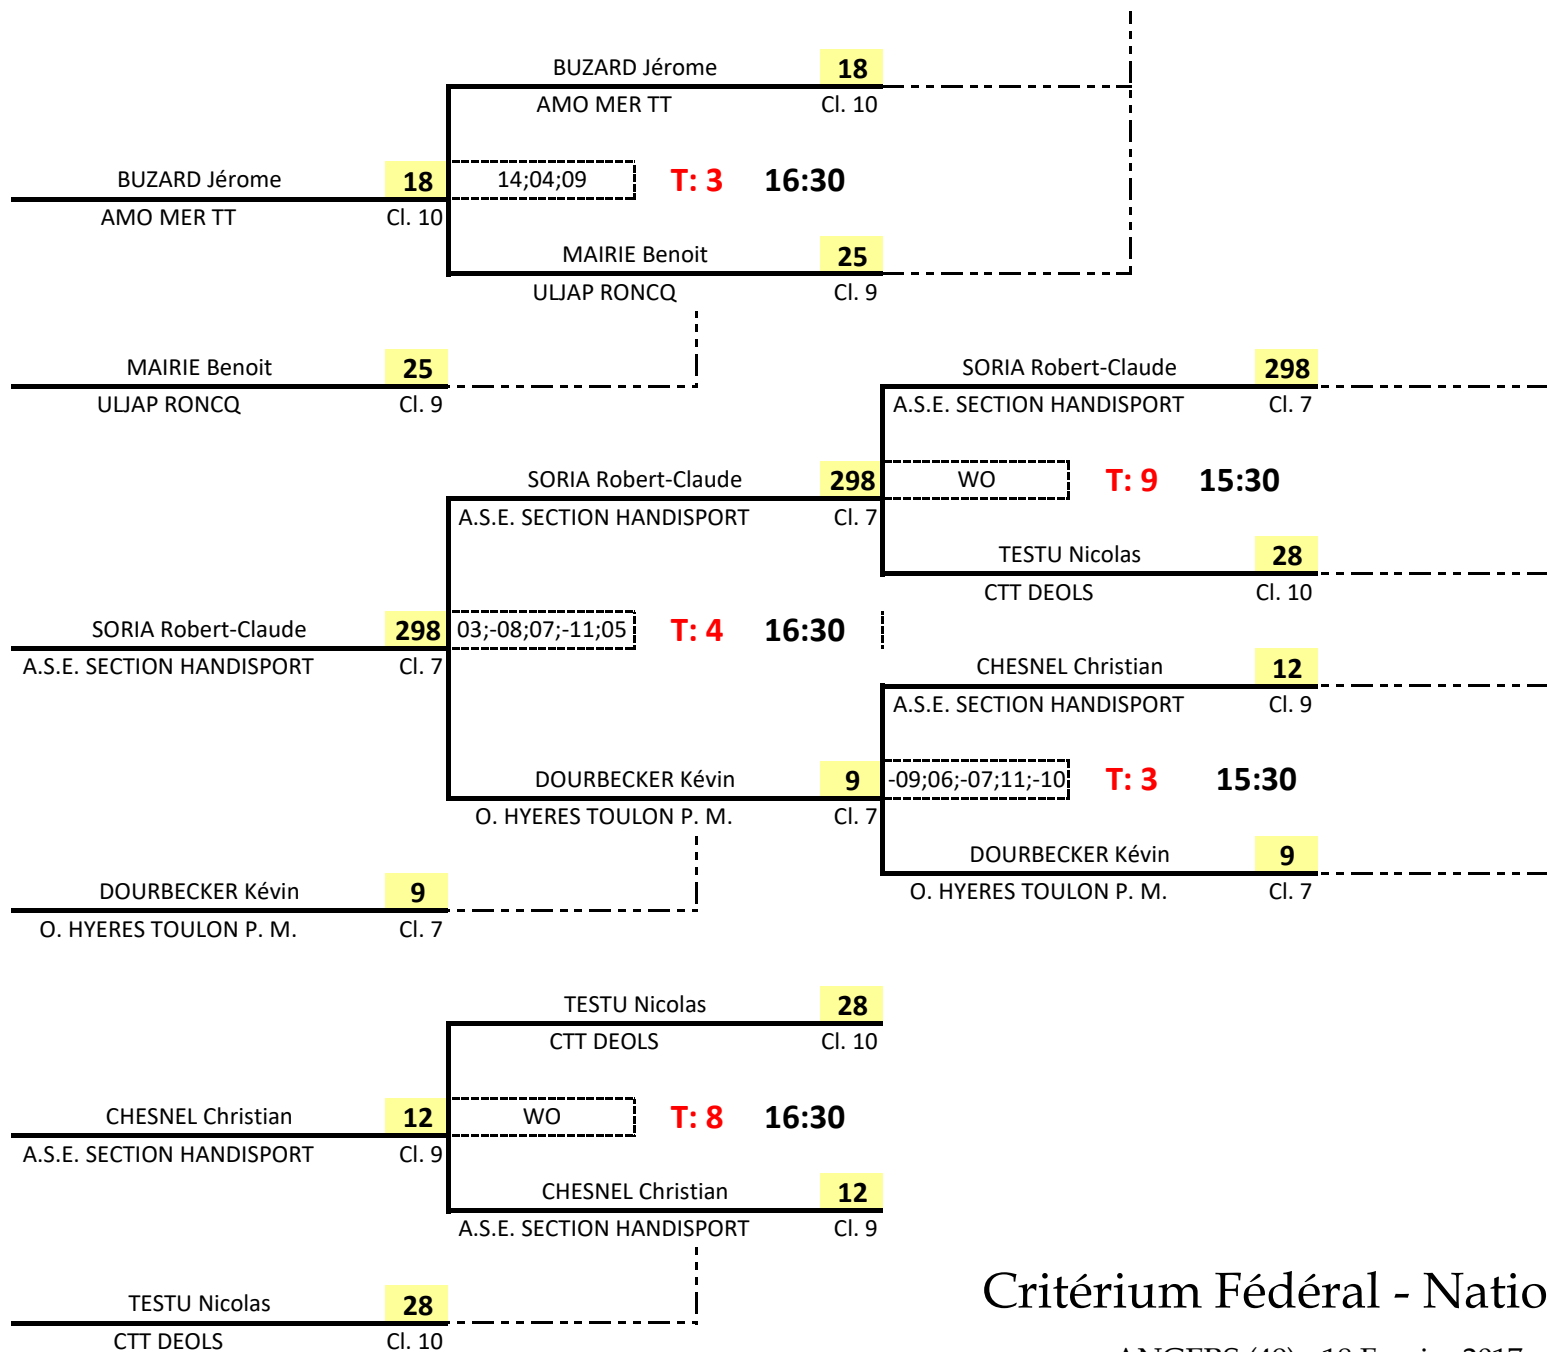 BUZARD Jérome 18
AMO MER TT Cl. 10
BUZARD Jérome 18 14;04;09 T: 3 16:30
AMO MER TT Cl. 10
MAIRIE Benoit 25
ULJAP RONCQ Cl. 9
MAIRIE Benoit 25 SORIA Robert-Claude 298
ULJAP RONCQ Cl. 9 A.S.E. SECTION HANDISPORT Cl. 7
SORIA Robert-Claude 298 WO T: 9 15:30
A.S.E. SECTION HANDISPORT Cl. 7
TESTU Nicolas 28
CTT DEOLS Cl. 10
SORIA Robert-Claude 298 03;-08;07;-11;05 T: 4 16:30
A.S.E. SECTION HANDISPORT Cl. 7 CHESNEL Christian 12
A.S.E. SECTION HANDISPORT Cl. 9
DOURBECKER Kévin 9 -09;06;-07;11;-10 T: 3 15:30
O. HYERES TOULON P. M. Cl. 7
DOURBECKER Kévin 9
DOURBECKER Kévin 9 O. HYERES TOULON P. M. Cl. 7
O. HYERES TOULON P. M. Cl. 7
TESTU Nicolas 28
CTT DEOLS Cl. 10
CHESNEL Christian 12 WO T: 8 16:30
A.S.E. SECTION HANDISPORT Cl. 9
CHESNEL Christian 12
A.S.E. SECTION HANDISPORT Cl. 9
Critérium Fédéral - Natio
TESTU Nicolas 28
CTT DEOLS Cl. 10